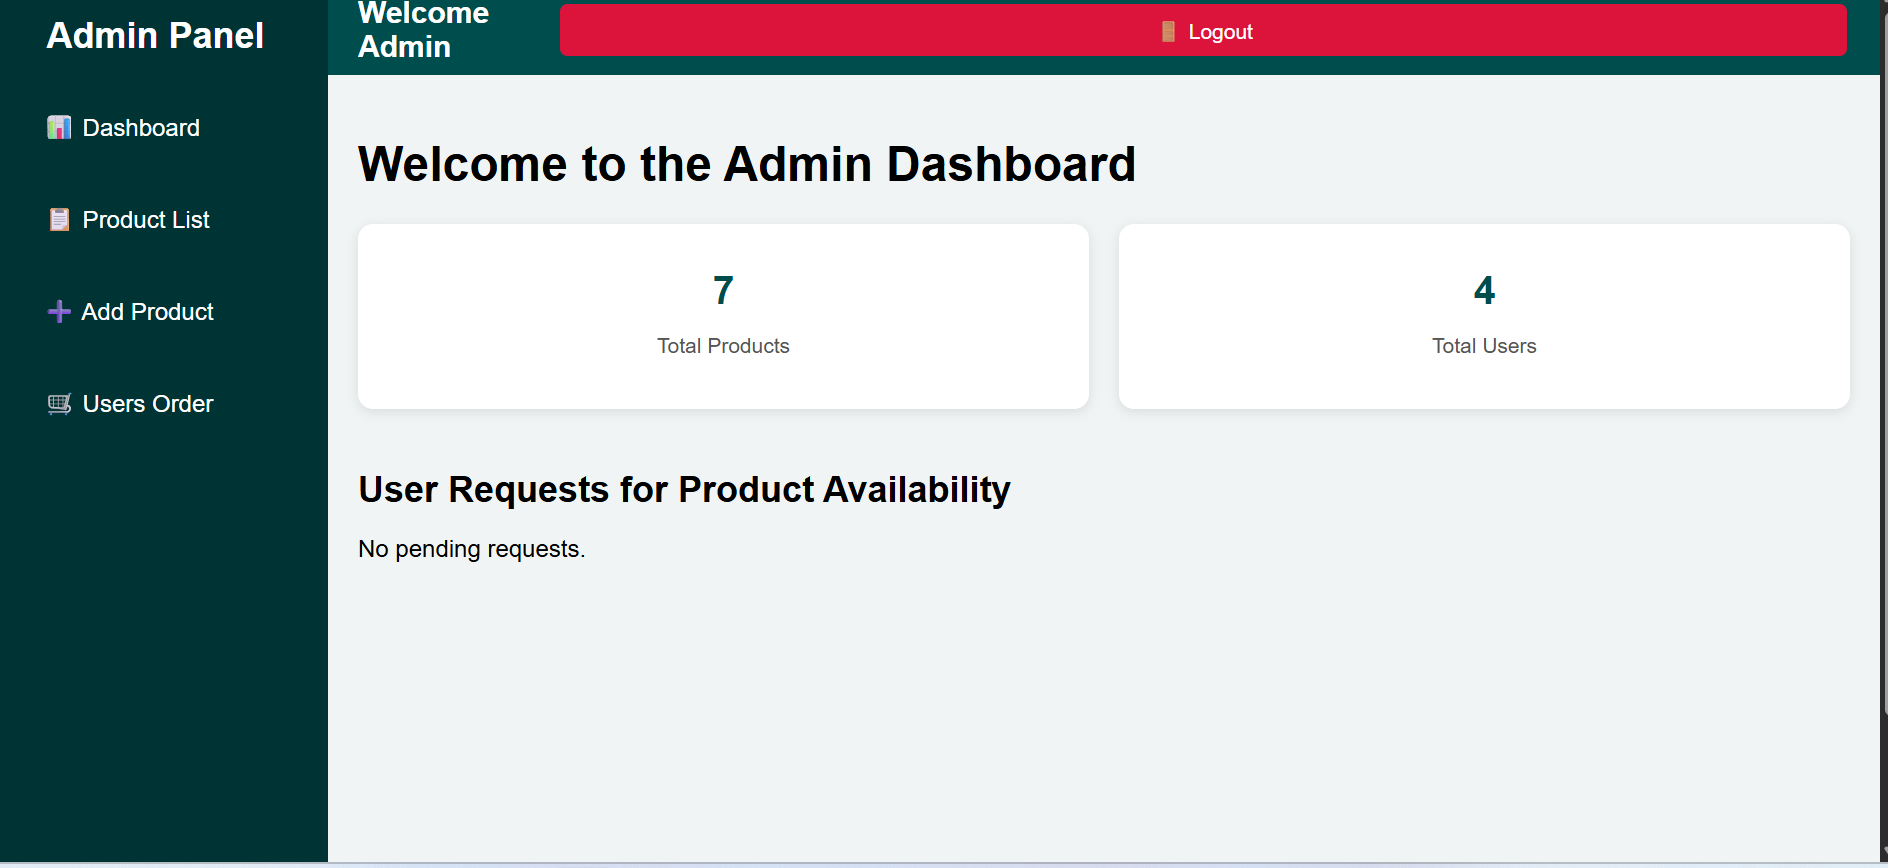 Admin Panel
Dashboard
Product List
Add Product
Users Order
Welcome
Admin
Logout
Welcome to the Admin Dashboard
7
Total Products
4
Total Users
User Requests for Product Availability
No pending requests.